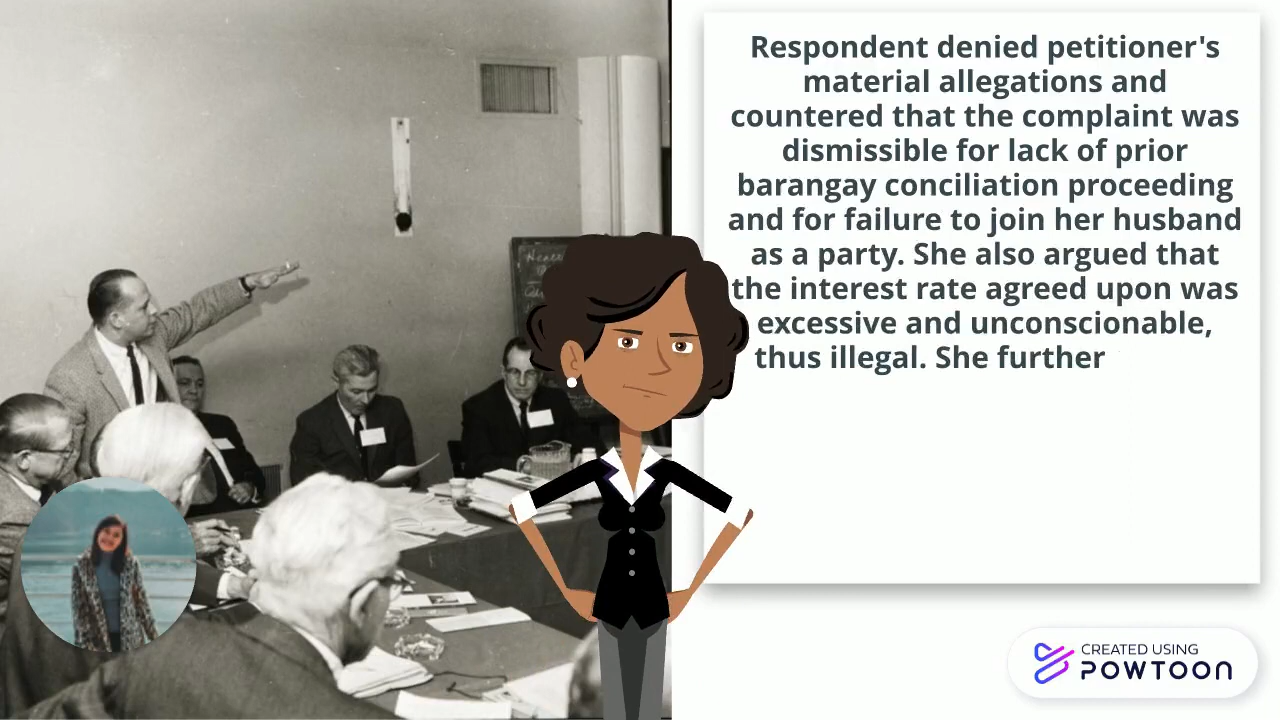 Respondent denied petitioner's
material allegations and
countered that the complaint was
dismissible for lack of prior
barangay conciliation proceeding
and for failure to join her husband
as a party. She also argued that
the interest rate agreed upon was
excessive and unconscionable,
thus illegal. She further
CREATED USING
POWTOON